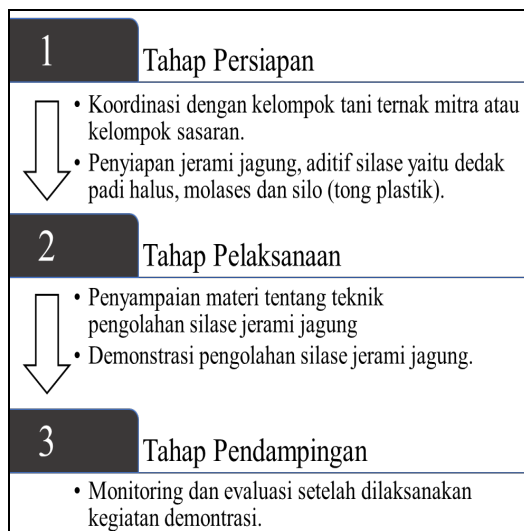 1
Tahap Persiapan
• Koordinasi dengan kelompok tani ternak mitra atau
kelompok sasaran.
• Penyiapan jerami jagung, aditif silase yaitu dedak
padi halus, molases dan silo (tong plastik).
2
Tahap Pelaksanaan
• Penyampaian materi tentang teknik
pengolahan silase jerami jagung
• Demonstrasi pengolahan silase jerami jagung.
3
Tahap Pendampingan
• Monitoring dan evaluasi setelah dilaksanakan
kegiatan demontrasi.